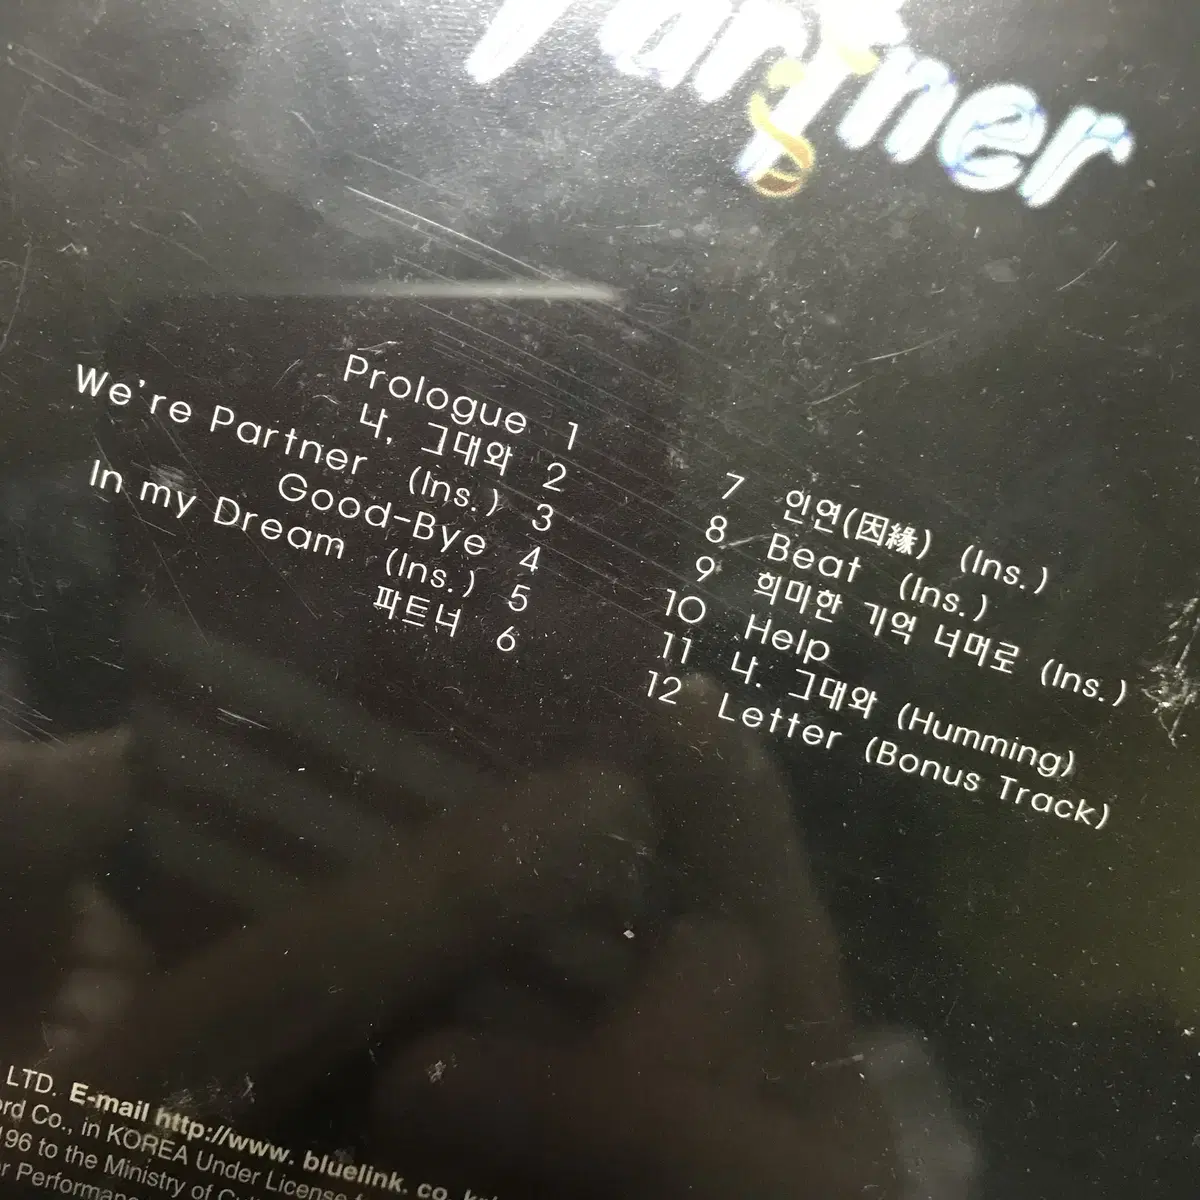 Partner
Prologue 1
나, 그대와 2
We're Partner (Ins.) 3
Good-Bye 4
In my Dream (Ins.) 5
파트너 6
7 인연(因緣) (Ins.)
8 Beat (Ins.)
9 희미한 기억 너머로 (Ins.)
10 Help
11 나, 그대와 (Humming)
12 Letter (Bonus Track)
LTD. E-mail http://www. bluelink. co. kr
Co., in KOREA Under License
196 to the Ministry of